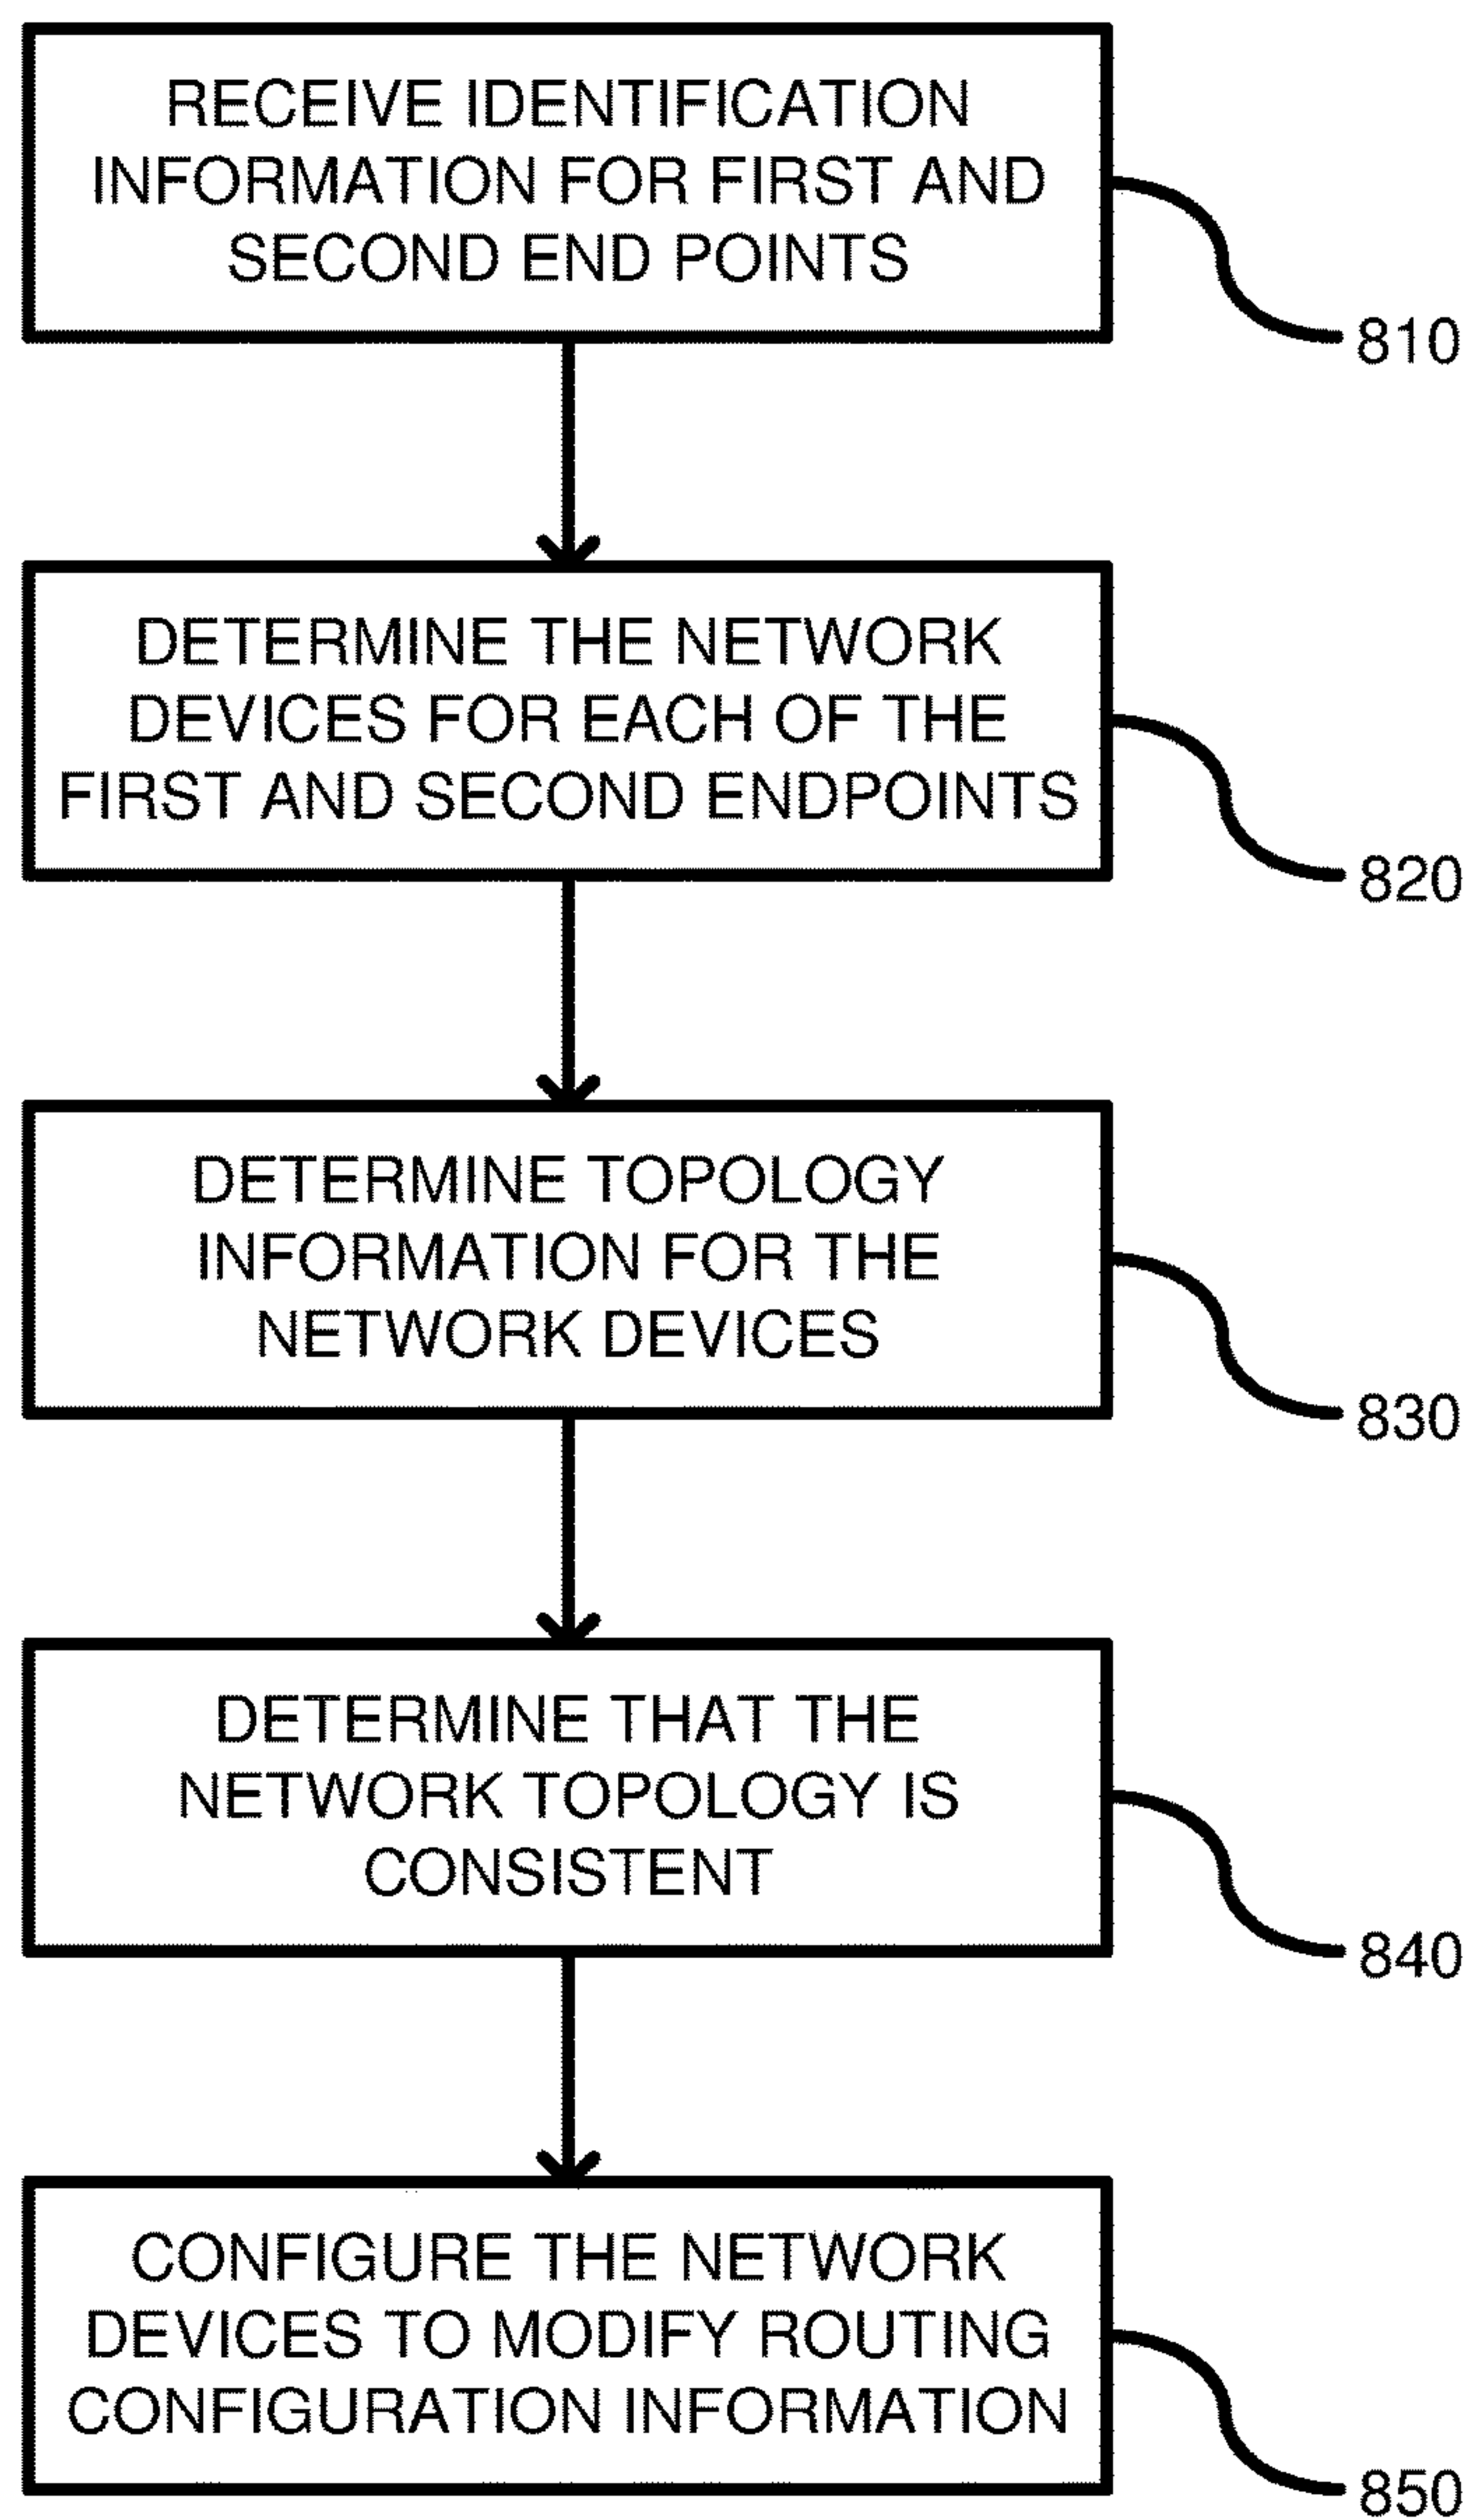 RECEIVE IDENTIFICATION
INFORMATION FOR FIRST AND
SECOND END POINTS
810
DETERMINE THE NETWORK
DEVICES FOR EACH OF THE
FIRST AND SECOND ENDPOINTS
820
DETERMINE TOPOLOGY
INFORMATION FOR THE
NETWORK DEVICES
830
DETERMINE THAT THE
NETWORK TOPOLOGY IS
CONSISTENT
840
CONFIGURE THE NETWORK
DEVICES TO MODIFY ROUTING
CONFIGURATION INFORMATION
850